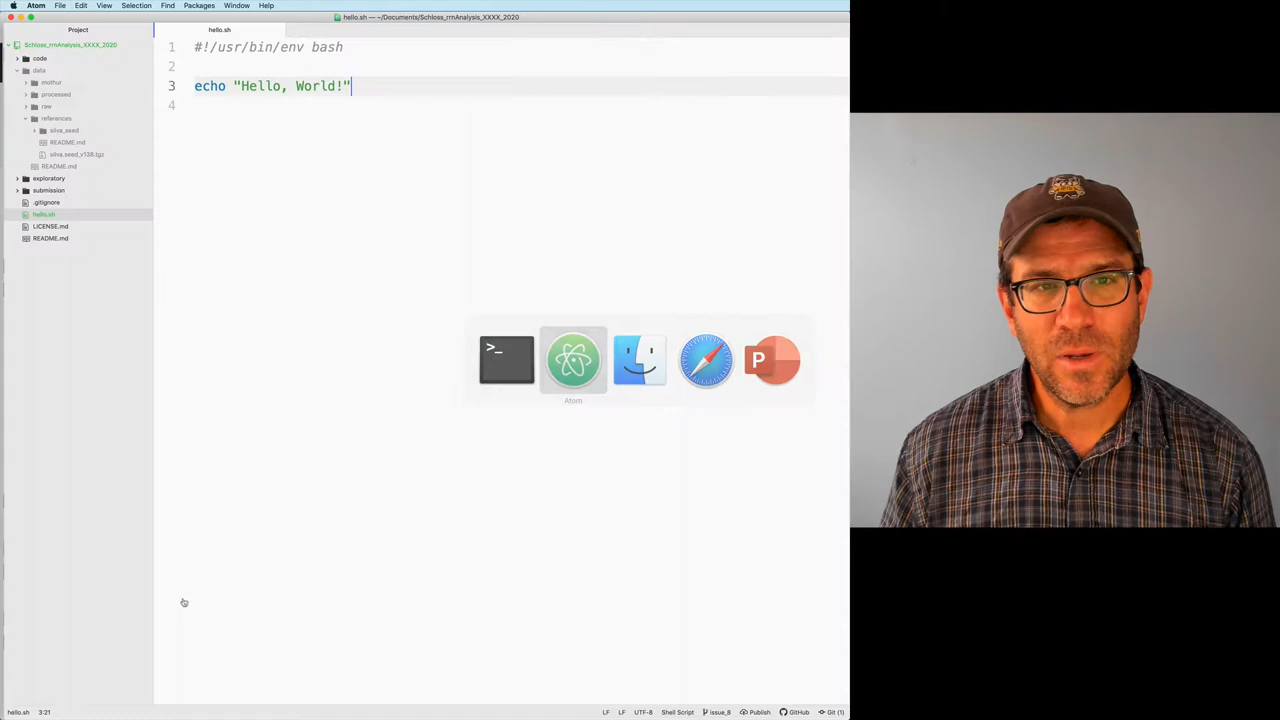 Atom File Edit View Selection Find Packages Window Help
hello.sh — ~/Documents/Schloss_rrnAnalysis_XXXX_2020
Project
hello.sh
Schloss_rrnAnalysis_XXXX_2020
code
data
mothur
processed
raw
references
silva_seed
README.md
silva.seed_v138.tgz
README.md
exploratory
submission
.gitignore
hello.sh
LICENSE.md
README.md
1 #!/usr/bin/env bash
2
3 echo "Hello, World!"
4
>_
P
Atom
hello.sh 3:21
LF LF UTF-8 Shell Script issue_8 Publish GitHub Git (1)